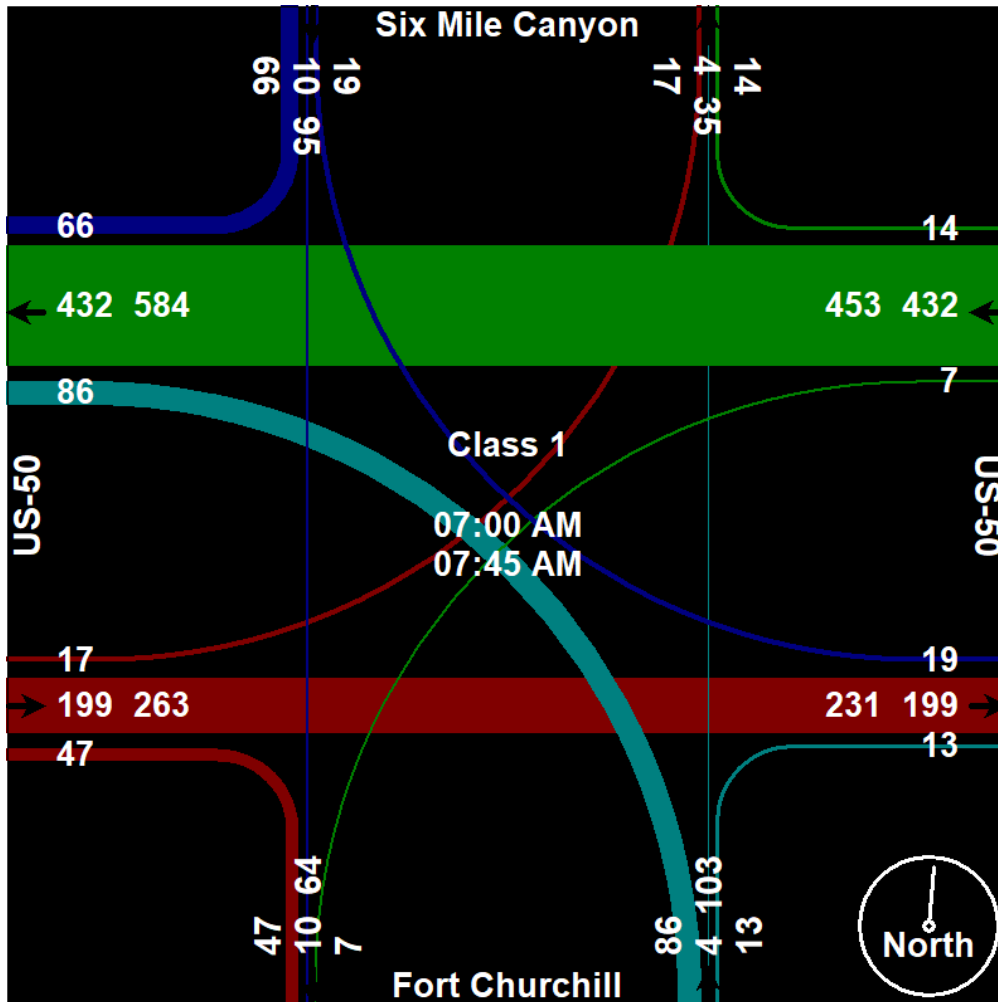 Six Mile Canyon
66 10 19
95
17 4 14
35
66
14
432 584
453 432
86
7
Class 1
US-50
US-50
07:00 AM
07:45 AM
17
19
199 263
231 199
47
13
64
47 10 7
103
86 4 13
North
Fort Churchill